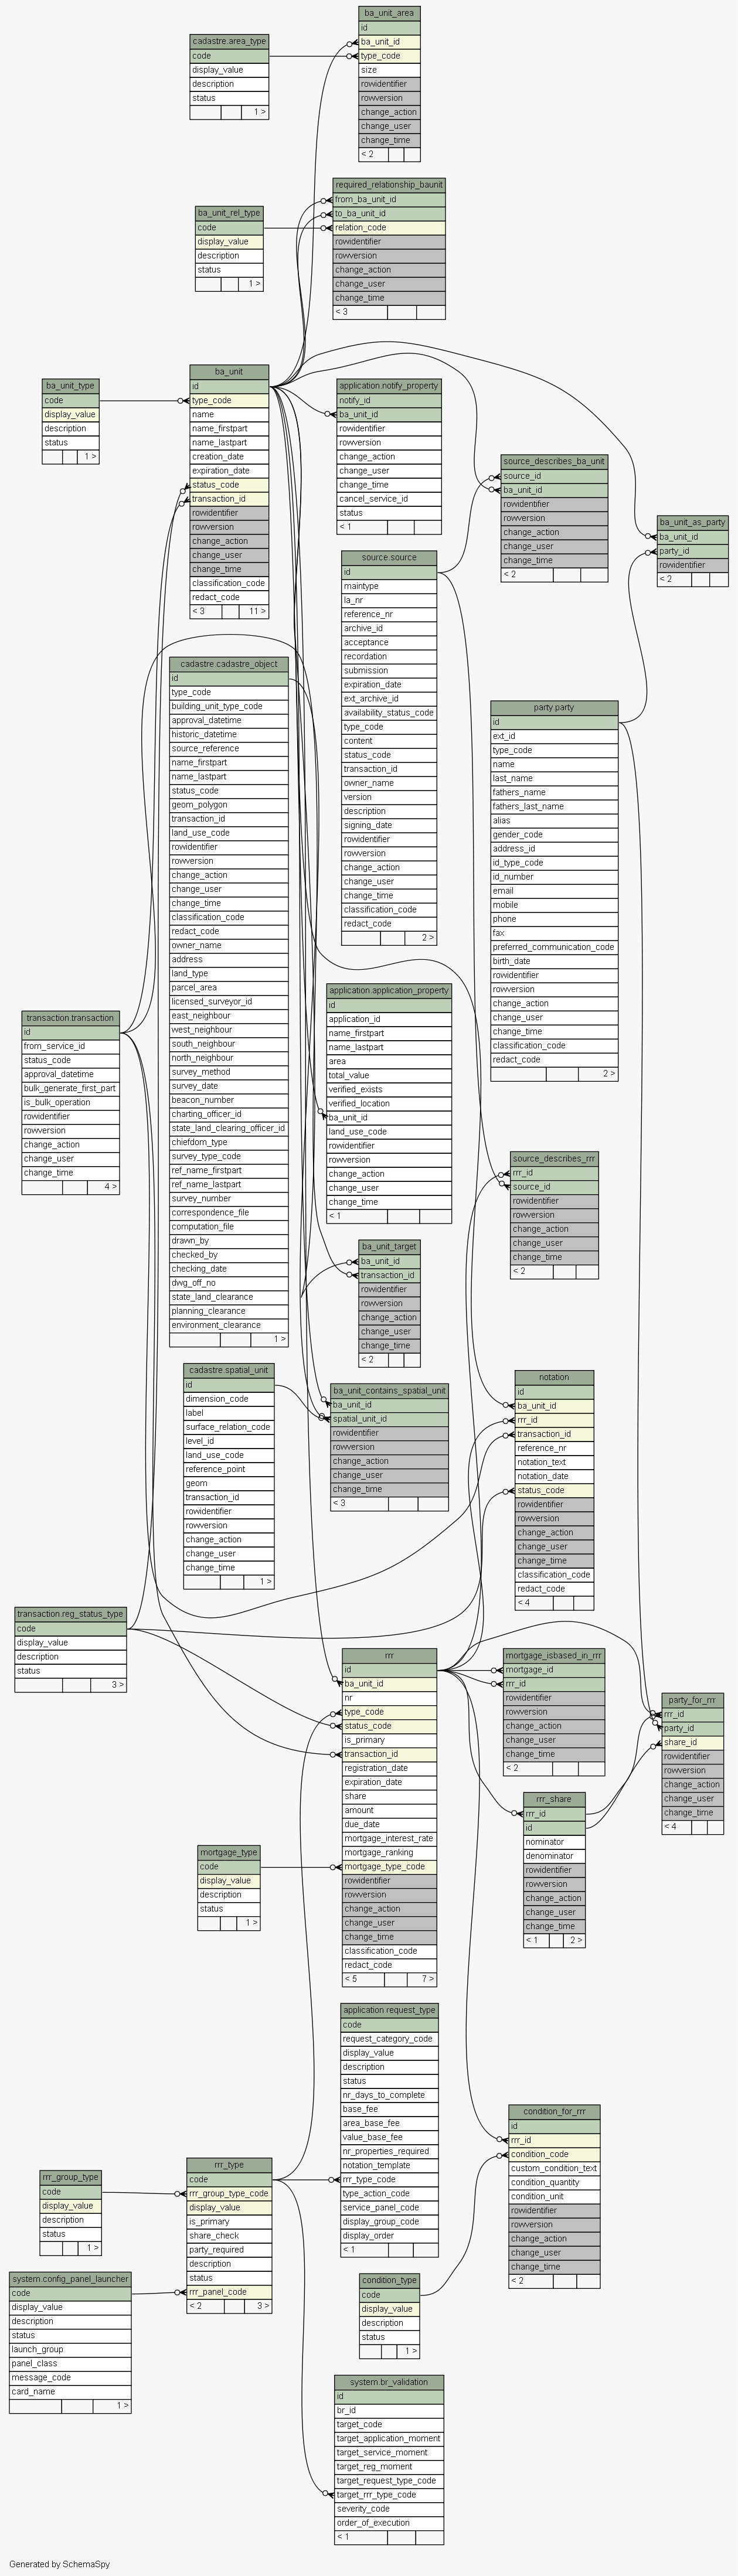 ba_unit_area
id
ba_unit_id
type_code
size
rowidentifier
rowversion
change_action
change_user
change_time
< 2
cadastre.area_type
code
display_value
description
status
1 >
required_relationship_baunit
from_ba_unit_id
to_ba_unit_id
relation_code
rowidentifier
rowversion
change_action
change_user
change_time
< 3
ba_unit_rel_type
code
display_value
description
status
1 >
ba_unit
id
type_code
name
name_firstpart
name_lastpart
creation_date
expiration_date
status_code
transaction_id
rowidentifier
rowversion
change_action
change_user
change_time
classification_code
redact_code
< 3 11 >
ba_unit_type
code
display_value
description
status
1 >
application.notify_property
notify_id
ba_unit_id
rowidentifier
rowversion
change_action
change_user
change_time
cancel_service_id
status
< 1
source_describes_ba_unit
source_id
ba_unit_id
rowidentifier
rowversion
change_action
change_user
change_time
< 2
ba_unit_as_party
ba_unit_id
party_id
rowidentifier
< 2
source.source
id
maintype
la_nr
reference_nr
archive_id
acceptance
recordation
submission
expiration_date
ext_archive_id
availability_status_code
type_code
content
status_code
transaction_id
owner_name
version
description
signing_date
rowidentifier
rowversion
change_action
change_user
change_time
classification_code
redact_code
2 >
cadastre.cadastre_object
id
type_code
building_unit_type_code
approval_datetime
historic_datetime
source_reference
name_firstpart
name_lastpart
status_code
geom_polygon
transaction_id
land_use_code
rowidentifier
rowversion
change_action
change_user
change_time
classification_code
redact_code
owner_name
address
land_type
parcel_area
licensed_surveyor_id
east_neighbour
west_neighbour
south_neighbour
north_neighbour
survey_method
survey_date
beacon_number
charting_officer_id
state_land_clearing_officer_id
chiefdom_type
survey_type_code
ref_name_firstpart
ref_name_lastpart
survey_number
correspondence_file
computation_file
drawn_by
checked_by
checking_date
dwg_off_no
state_land_clearance
planning_clearance
environment_clearance
1 >
party.party
id
ext_id
type_code
name
last_name
fathers_name
fathers_last_name
alias
gender_code
address_id
id_type_code
id_number
email
mobile
phone
fax
preferred_communication_code
birth_date
rowidentifier
rowversion
change_action
change_user
change_time
classification_code
redact_code
2 >
application.application_property
id
application_id
name_firstpart
name_lastpart
area
total_value
verified_exists
verified_location
ba_unit_id
land_use_code
rowidentifier
rowversion
change_action
change_user
change_time
< 1
transaction.transaction
id
from_service_id
status_code
approval_datetime
bulk_generate_first_part
is_bulk_operation
rowidentifier
rowversion
change_action
change_user
change_time
4 >
source_describes_rrr
rrr_id
source_id
rowidentifier
rowversion
change_action
change_user
change_time
< 2
ba_unit_target
ba_unit_id
transaction_id
rowidentifier
rowversion
change_action
change_user
change_time
< 2
cadastre.spatial_unit
id
dimension_code
label
surface_relation_code
level_id
land_use_code
reference_point
geom
transaction_id
rowidentifier
rowversion
change_action
change_user
change_time
1 >
ba_unit_contains_spatial_unit
ba_unit_id
spatial_unit_id
rowidentifier
rowversion
change_action
change_user
change_time
< 3
notation
id
ba_unit_id
rrr_id
transaction_id
reference_nr
notation_text
notation_date
status_code
rowidentifier
rowversion
change_action
change_user
change_time
classification_code
redact_code
< 4
transaction.reg_status_type
code
display_value
description
status
3 >
rrr
id
ba_unit_id
nr
type_code
status_code
is_primary
transaction_id
registration_date
expiration_date
share
amount
due_date
mortgage_interest_rate
mortgage_ranking
mortgage_type_code
rowidentifier
rowversion
change_action
change_user
change_time
classification_code
redact_code
< 5 7 >
mortgage_isbased_in_rrr
mortgage_id
rrr_id
rowidentifier
rowversion
change_action
change_user
change_time
< 2
party_for_rrr
rrr_id
party_id
share_id
rowidentifier
rowversion
change_action
change_user
change_time
< 4
rrr_share
rrr_id
id
nominator
denominator
rowidentifier
rowversion
change_action
change_user
change_time
< 1 2 >
mortgage_type
code
display_value
description
status
1 >
application.request_type
code
request_category_code
display_value
description
status
nr_days_to_complete
base_fee
area_base_fee
value_base_fee
nr_properties_required
notation_template
rrr_type_code
type_action_code
service_panel_code
display_group_code
display_order
< 1
condition_for_rrr
id
rrr_id
condition_code
custom_condition_text
condition_quantity
condition_unit
rowidentifier
rowversion
change_action
change_user
change_time
< 2
rrr_type
code
rrr_group_type_code
display_value
is_primary
share_check
party_required
description
status
rrr_panel_code
< 2 3 >
rrr_group_type
code
display_value
description
status
1 >
system.config_panel_launcher
code
display_value
description
status
launch_group
panel_class
message_code
card_name
1 >
condition_type
code
display_value
description
status
1 >
system.br_validation
id
br_id
target_code
target_application_moment
target_service_moment
target_reg_moment
target_request_type_code
target_rrr_type_code
severity_code
order_of_execution
< 1
Generated by SchemaSpy